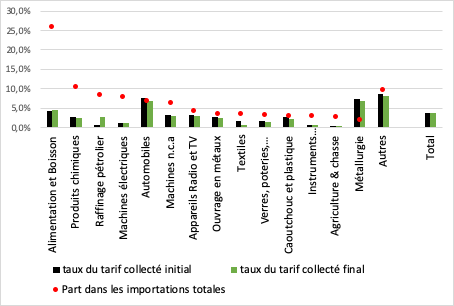 30,0%
25,0%
20,0%
15,0%
10,0%
5,0%
0,0%
Alimentation et Boisson
Produits chimiques
Raffinage pétrolier
Machines électriques
Automobiles
Machines n.c.a
Appareils Radio et TV
Ouvrage en métaux
Textiles
Verres, poteries,...
Caoutchouc et plastique
Instruments...
Agriculture & chasse
Métallurgie
Autres
Total
taux du tarif collecté initial
taux du tarif collecté final
Part dans les importations totales